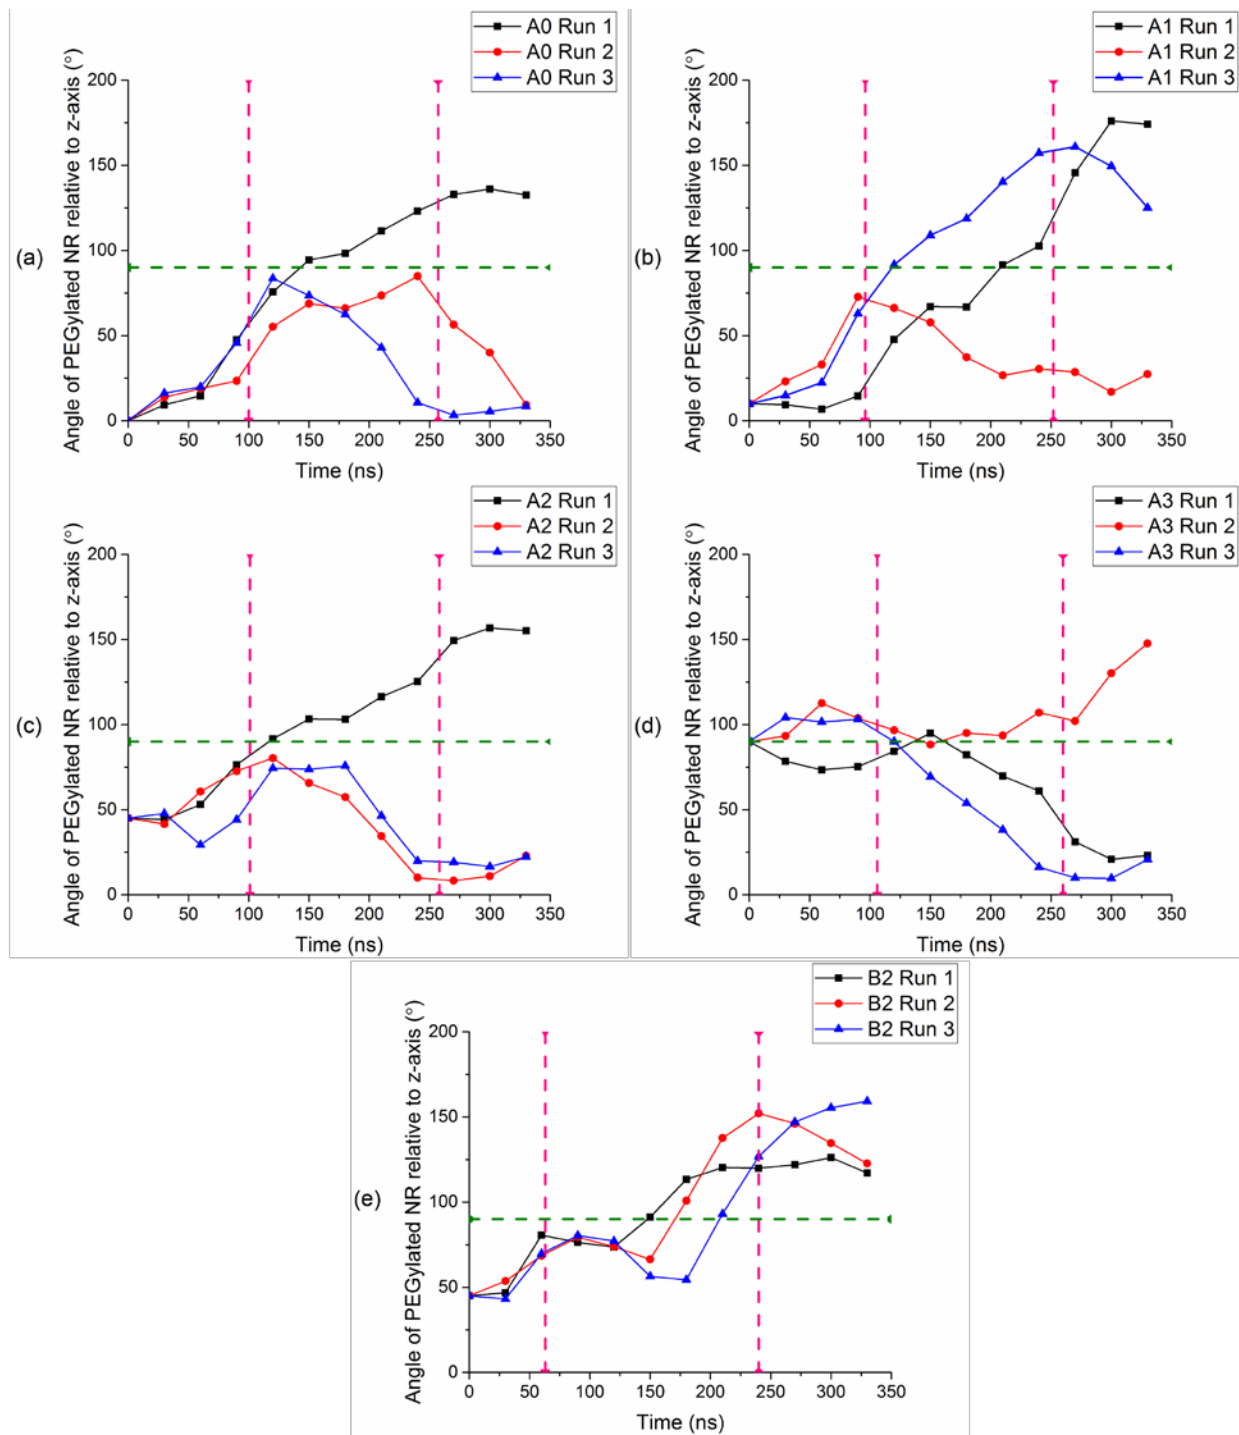 A0 Run 1
A0 Run 2
A0 Run 3
Angle of PEGylated NR relative to z-axis (°)
200
150
100
50
0
0 50 100 150 200 250 300 350
Time (ns)
(a)
A1 Run 1
A1 Run 2
A1 Run 3
Angle of PEGylated NR relative to z-axis (°)
200
150
100
50
0
0 50 100 150 200 250 300 350
Time (ns)
(b)
A2 Run 1
A2 Run 2
A2 Run 3
Angle of PEGylated NR relative to z-axis (°)
200
150
100
50
0
0 50 100 150 200 250 300 350
Time (ns)
(c)
A3 Run 1
A3 Run 2
A3 Run 3
Angle of PEGylated NR relative to z-axis (°)
200
150
100
50
0
0 50 100 150 200 250 300 350
Time (ns)
(d)
B2 Run 1
B2 Run 2
B2 Run 3
Angle of PEGylated NR relative to z-axis (°)
200
150
100
50
0
0 50 100 150 200 250 300 350
Time (ns)
(e)